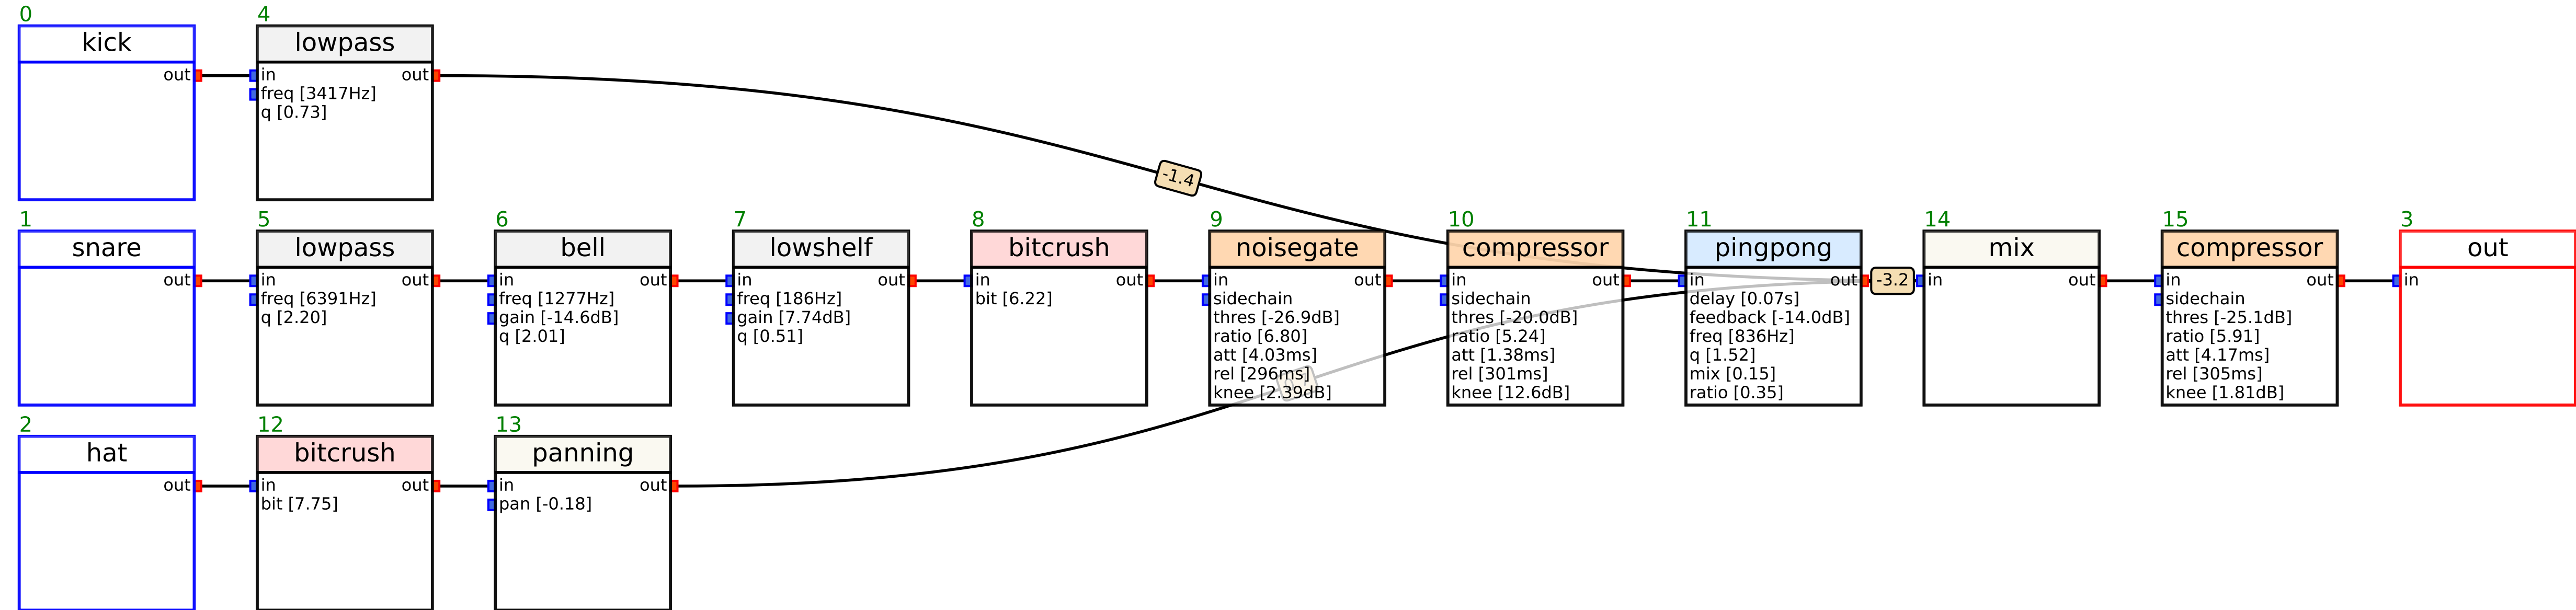 0
kick
out
4
lowpass
in out
freq [3417Hz]
q [0.73]
-1.4
1
snare
out
5
lowpass
in out
freq [6391Hz]
q [2.20]
6
bell
in out
freq [1277Hz]
gain [-14.6dB]
q [2.01]
7
lowshelf
in out
freq [186Hz]
gain [7.74dB]
q [0.51]
8
bitcrush
in out
bit [6.22]
9
noisegate
in out
sidechain
thres [-26.9dB]
ratio [6.80]
att [4.03ms]
rel [296ms]
knee [2.39dB]
10
compressor
in out
sidechain
thres [-20.0dB]
ratio [5.24]
att [1.38ms]
rel [301ms]
knee [12.6dB]
11
pingpong
in out
delay [0.07s]
feedback [-14.0dB]
freq [836Hz]
q [1.52]
mix [0.15]
ratio [0.35]
-3.2
14
mix
in out
15
compressor
in out
sidechain
thres [-25.1dB]
ratio [5.91]
att [4.17ms]
rel [305ms]
knee [1.81dB]
3
out
in
2
hat
out
12
bitcrush
in out
bit [7.75]
13
panning
in out
pan [-0.18]